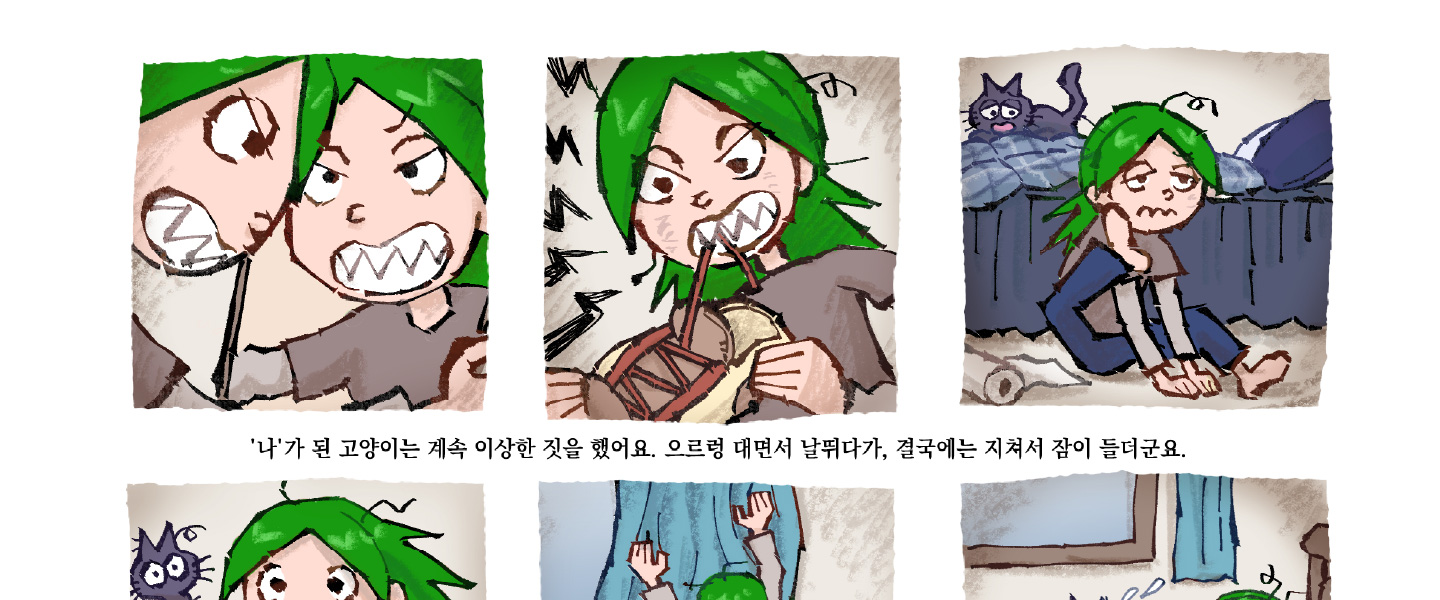 '나'가 된 고양이는 계속 이상한 짓을 했어요. 으르렁 대면서 날뛰다가, 결국에는 지쳐서 잠이 들더군요.